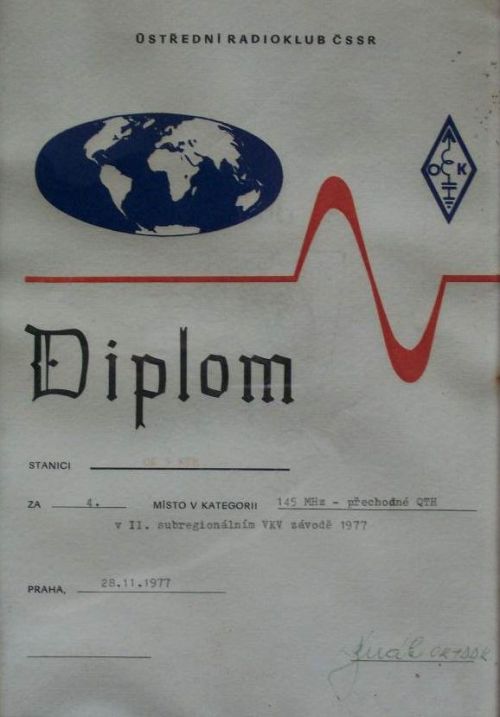 ÚSTŘEDNÍ RADIOKLUB ČSSR
OK
Diplom
STANICI
ZA 4. MÍSTO V KATEGORII 145 MHz - přechodné QTH
v II. subregionálním VKV závodě 1977
PRAHA, 28.11.1977